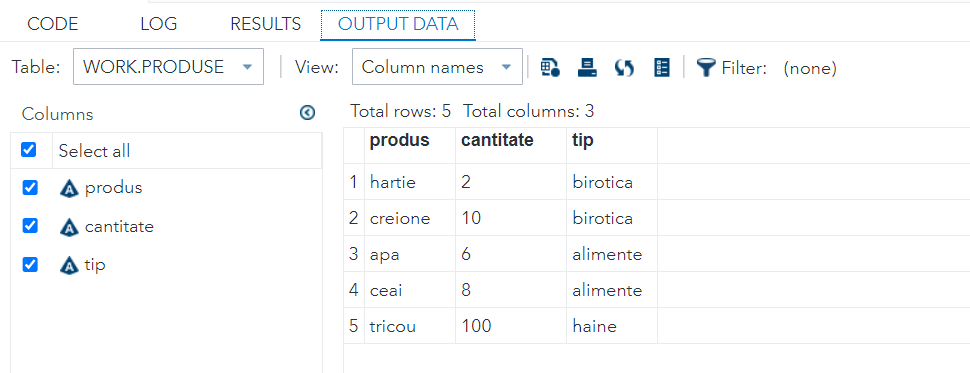 CODE LOG RESULTS OUTPUT DATA
Table: WORK.PRODUSE View: Column names Filter: (none)
Columns
Select all
produs
cantitate
tip
Total rows: 5 Total columns: 3
produs cantitate tip
1 hartie 2 birotica
2 creione 10 birotica
3 apa 6 alimente
4 ceai 8 alimente
5 tricou 100 haine